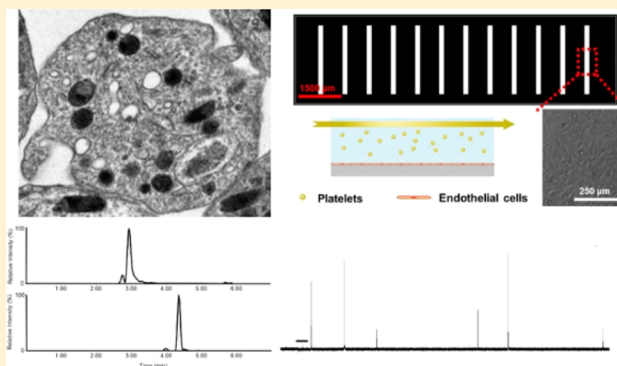 1500 µm
Platelets
Endothelial cells
250 µm
Relative Intensity (%)
100
0
1.00 2.00 3.00 4.00 5.00 6.00
Relative Intensity (%)
100
0
1.00 2.00 3.00 4.00 5.00 6.00